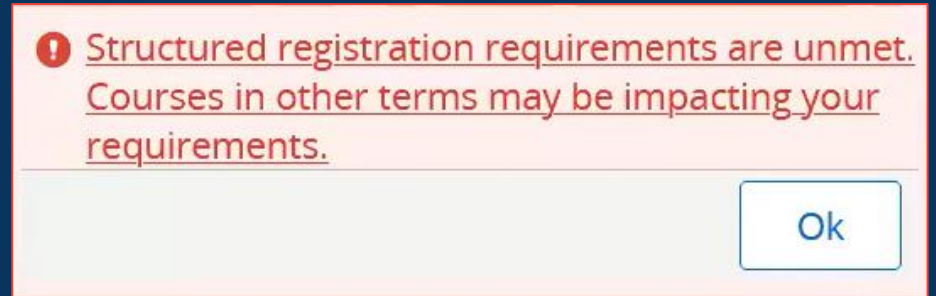 Structured registration requirements are unmet.
Courses in other terms may be impacting your
requirements.
Ok